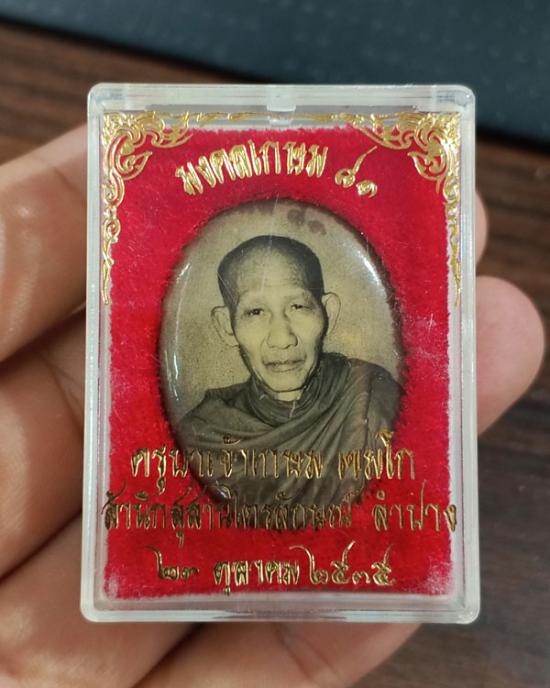 มงคลเกษม ๘๑
ครูบาเจ้าเกษม เขมโก
สำนักสุสานไตรลักษณ์ ลำปาง
๒๓ ตุลาคม ๒๕๓๕